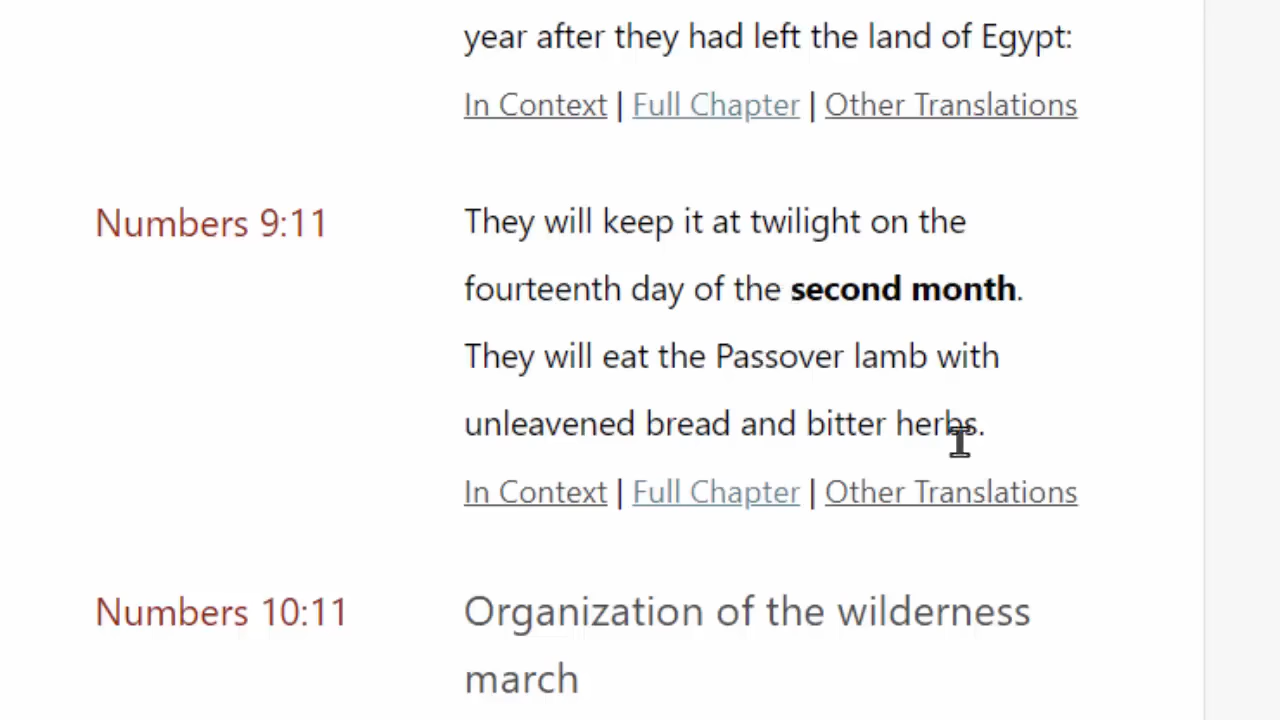 year after they had left the land of Egypt:
In Context | Full Chapter | Other Translations
Numbers 9:11
They will keep it at twilight on the
fourteenth day of the second month.
They will eat the Passover lamb with
unleavened bread and bitter herbs.
In Context | Full Chapter | Other Translations
Numbers 10:11
Organization of the wilderness
march